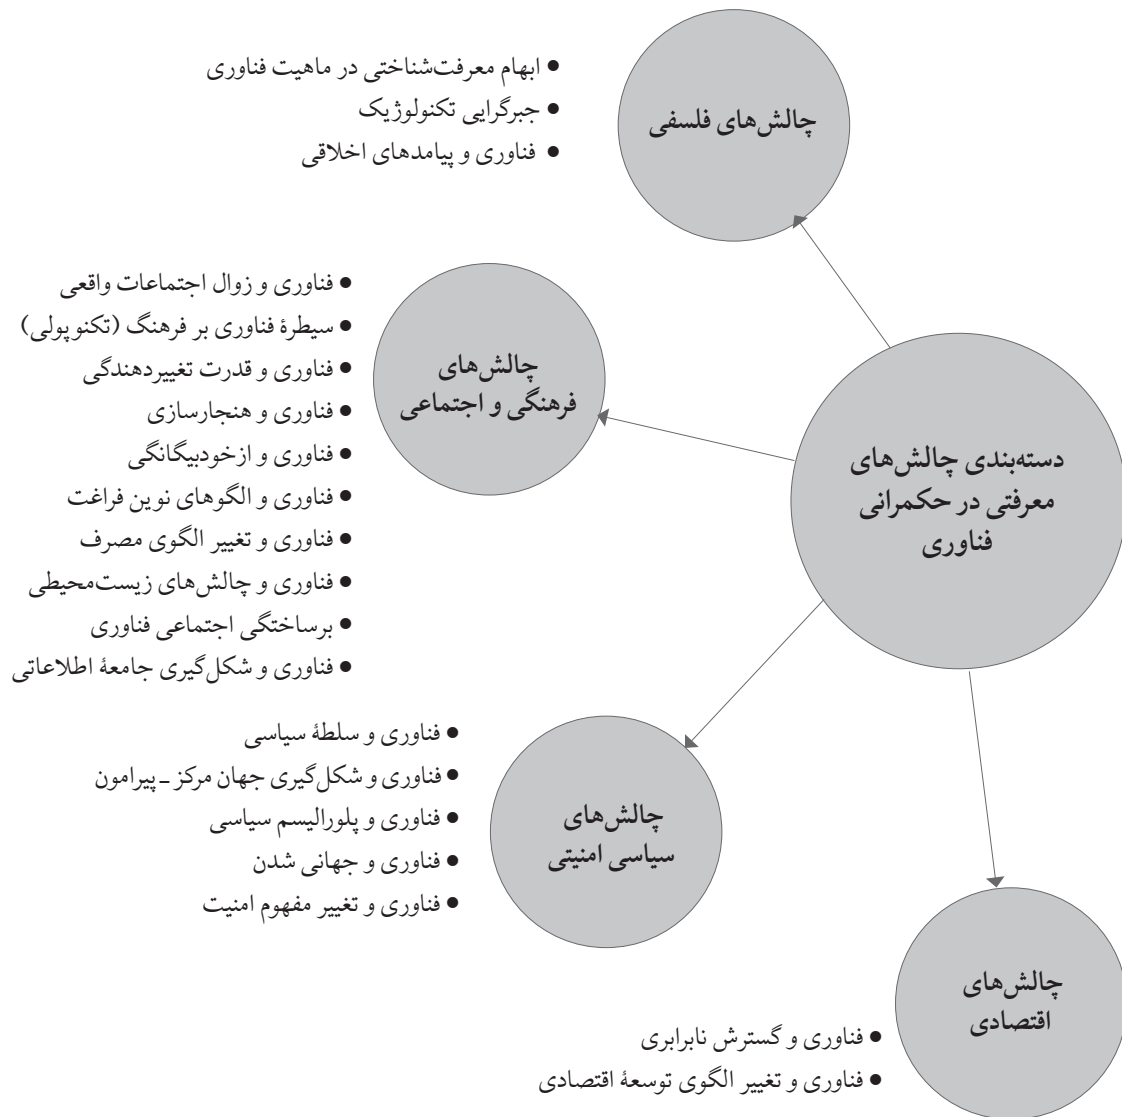 چالش‌های فلسفی
● ابهام معرفت‌شناختی در ماهیت فناوری
● جبرگرایی تکنولوژیک
● فناوری و پیامدهای اخلاقی
چالش‌های
فرهنگی و اجتماعی
● فناوری و زوال اجتماعات واقعی
● سیطرۀ فناوری بر فرهنگ (تکنوپولی)
● فناوری و قدرت تغییردهندگی
● فناوری و هنجارسازی
● فناوری و ازخودبیگانگی
● فناوری و الگوهای نوین فراغت
● فناوری و تغییر الگوی مصرف
● فناوری و چالش‌های زیست‌محیطی
● برساختگی اجتماعی فناوری
● فناوری و شکل‌گیری جامعۀ اطلاعاتی
دسته‌بندی چالش‌های
معرفتی در حکمرانی
فناوری
چالش‌های
سیاسی امنیتی
● فناوری و سلطۀ سیاسی
● فناوری و شکل‌گیری جهان مرکز ـ پیرامون
● فناوری و پلورالیسم سیاسی
● فناوری و جهانی شدن
● فناوری و تغییر مفهوم امنیت
چالش‌های
اقتصادی
● فناوری و گسترش نابرابری
● فناوری و تغییر الگوی توسعۀ اقتصادی